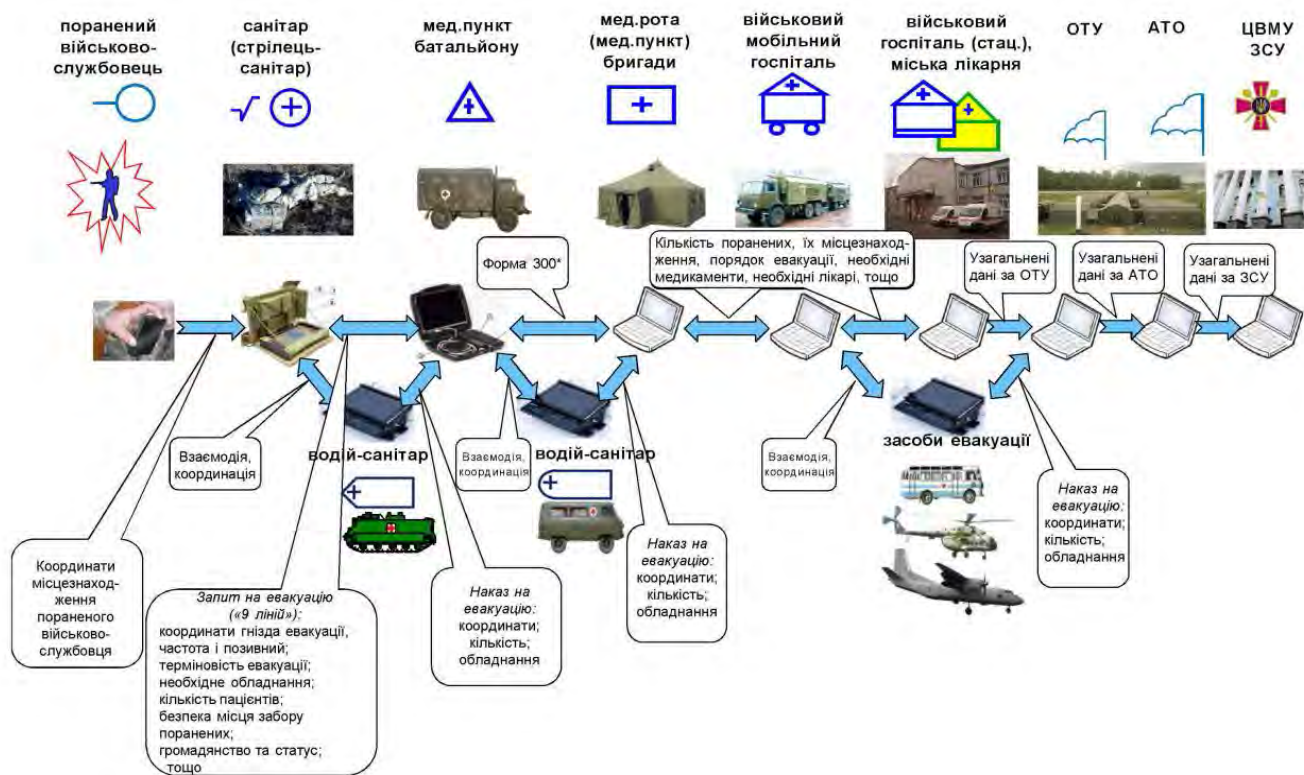 поранений
військово-
службовець
санітар
(стрілець-
санітар)
мед.пункт
батальйону
мед.рота
(мед.пункт)
бригади
військовий
мобільний
госпіталь
військовий
госпіталь (стац.),
міська лікарня
ОТУ
АТО
ЦВМУ
ЗСУ
Форма 300*
Кількість поранених, їх місцезнаход-
ження, порядок евакуації, необхідні
медикаменти, необхідні лікарі, тощо
Узагальнені
дані за ОТУ
Узагальнені
дані за АТО
Узагальнені
дані за ЗСУ
Взаємодія,
координація
водій-санітар
Взаємодія,
координація
водій-санітар
Взаємодія,
координація
засоби евакуації
Координати
місцезнаход-
ження
пораненого
військово-
службовця
Запит на евакуацію
(«9 ліній»):
координати гнізда евакуації,
частота і позивний;
терміновість евакуації;
необхідне обладнання;
кількість пацієнтів;
безпека місця забору
поранених;
громадянство та статус;
тощо
Наказ на
евакуацію:
координати;
кількість;
обладнання
Наказ на
евакуацію:
координати;
кількість;
обладнання
Наказ на
евакуацію:
координати;
кількість;
обладнання